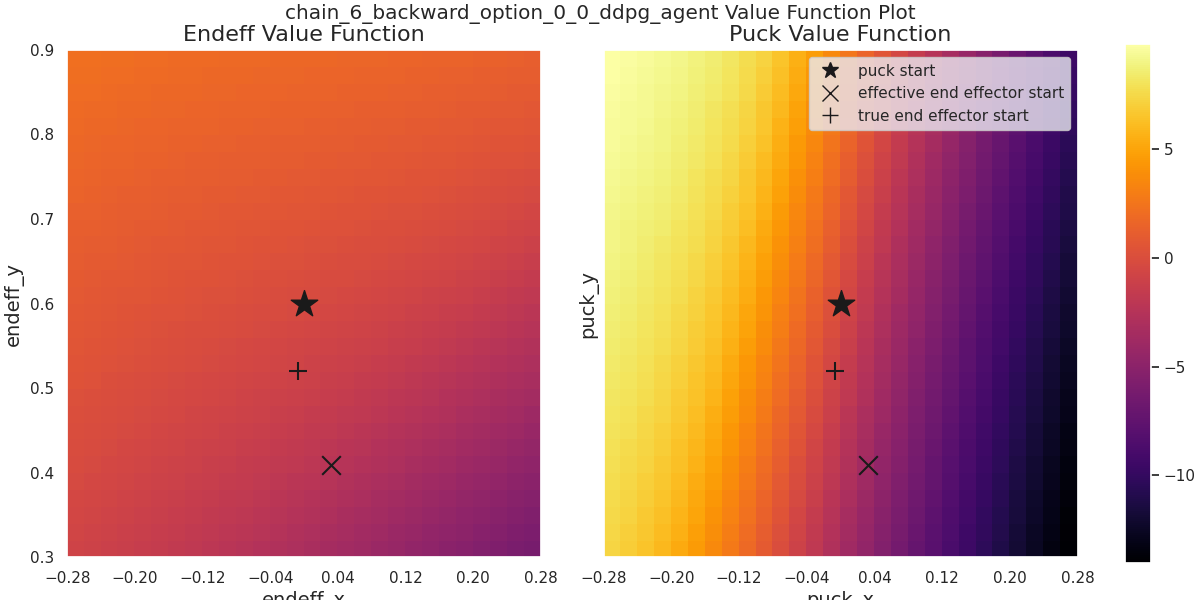 chain_6_backward_option_0_0_ddpg_agent Value Function Plot
Endeff Value Function
Puck Value Function
puck start
effective end effector start
true end effector start
endeff_y
0.9
0.8
0.7
0.6
0.5
0.4
0.3
−0.28 −0.20 −0.12 −0.04 0.04 0.12 0.20 0.28
endeff_x
puck_y
−0.28 −0.20 −0.12 −0.04 0.04 0.12 0.20 0.28
puck_x
5
0
−5
−10